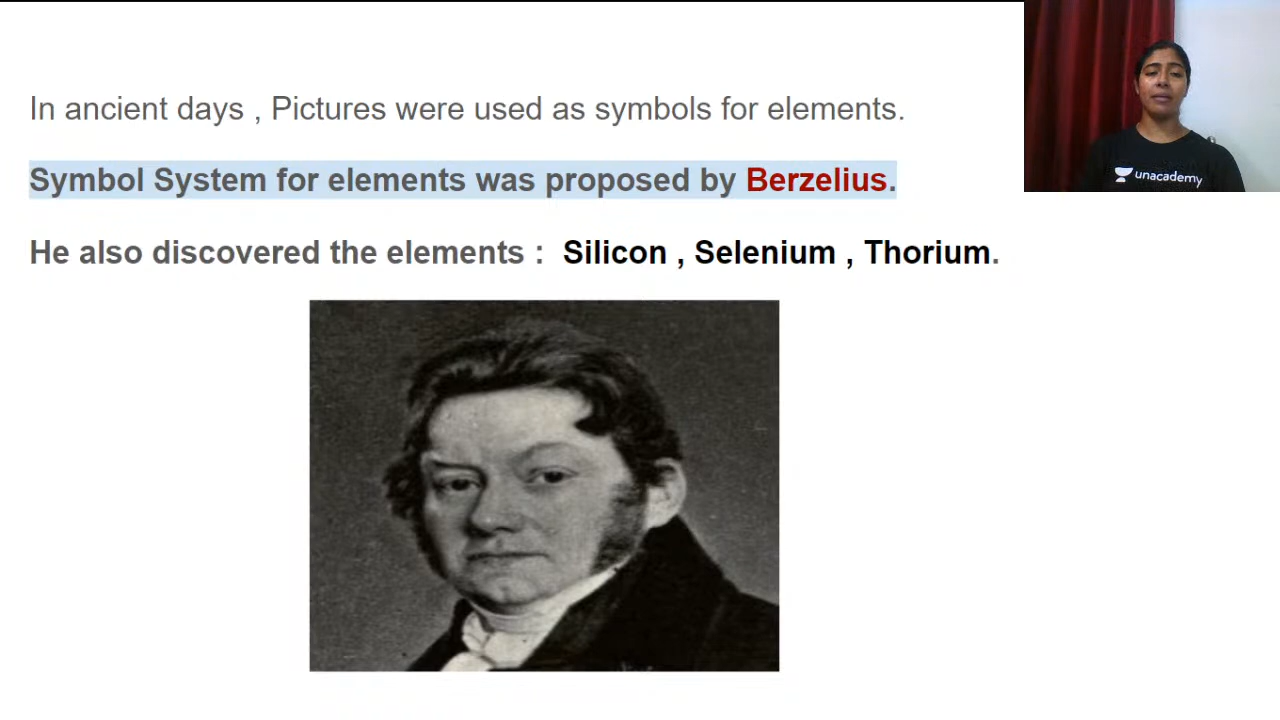 In ancient days , Pictures were used as symbols for elements.
Symbol System for elements was proposed by Berzelius.
He also discovered the elements : Silicon , Selenium , Thorium.
unacademy